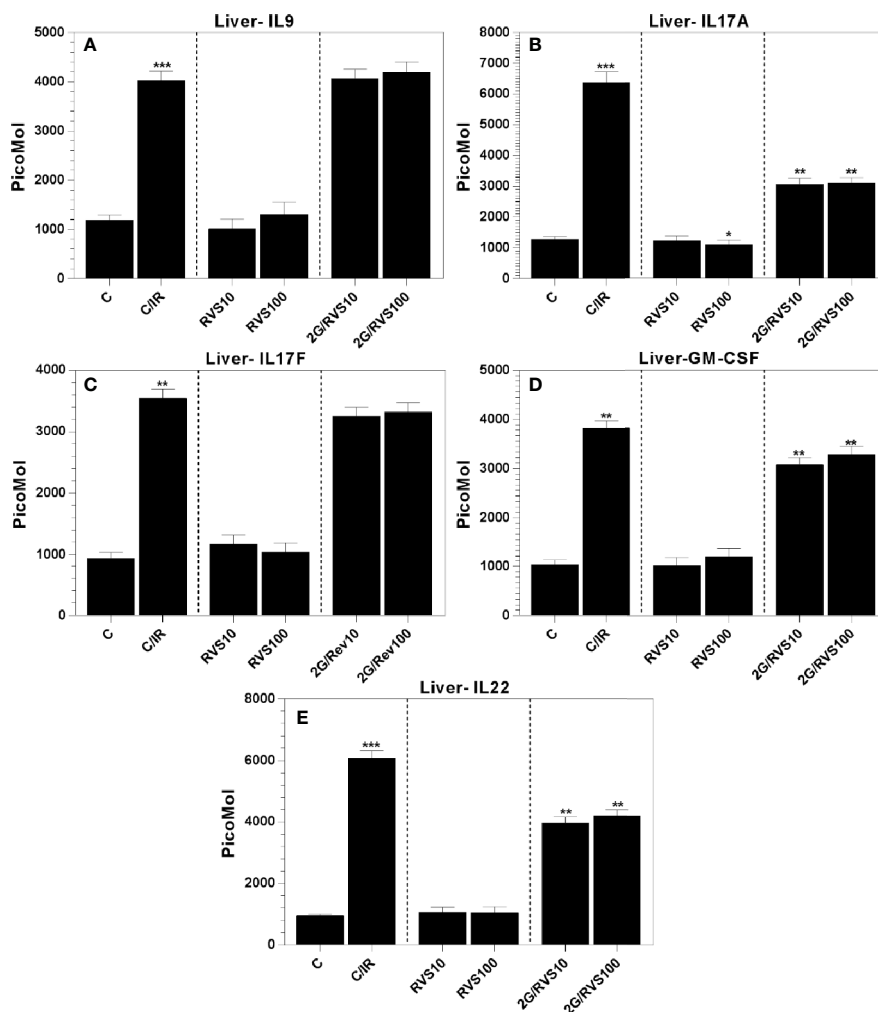 Liver- IL9
A
PicoMol
5000
4000
3000
2000
1000
0
***
C
C/IR
RVS10
RVS100
2G/RVS10
2G/RVS100
Liver- IL17A
B
PicoMol
8000
7000
6000
5000
4000
3000
2000
1000
0
***
*
**
**
C
C/IR
RVS10
RVS100
2G/RVS10
2G/RVS100
Liver- IL17F
C
PicoMol
4000
3000
2000
1000
0
**
C
C/IR
RVS10
RVS100
2G/Rev10
2G/Rev100
Liver-GM-CSF
D
PicoMol
5000
4000
3000
2000
1000
0
**
**
**
C
C/IR
RVS10
RVS100
2G/RVS10
2G/RVS100
Liver- IL22
E
PicoMol
8000
6000
4000
2000
0
***
**
**
C
C/IR
RVS10
RVS100
2G/RVS10
2G/RVS100